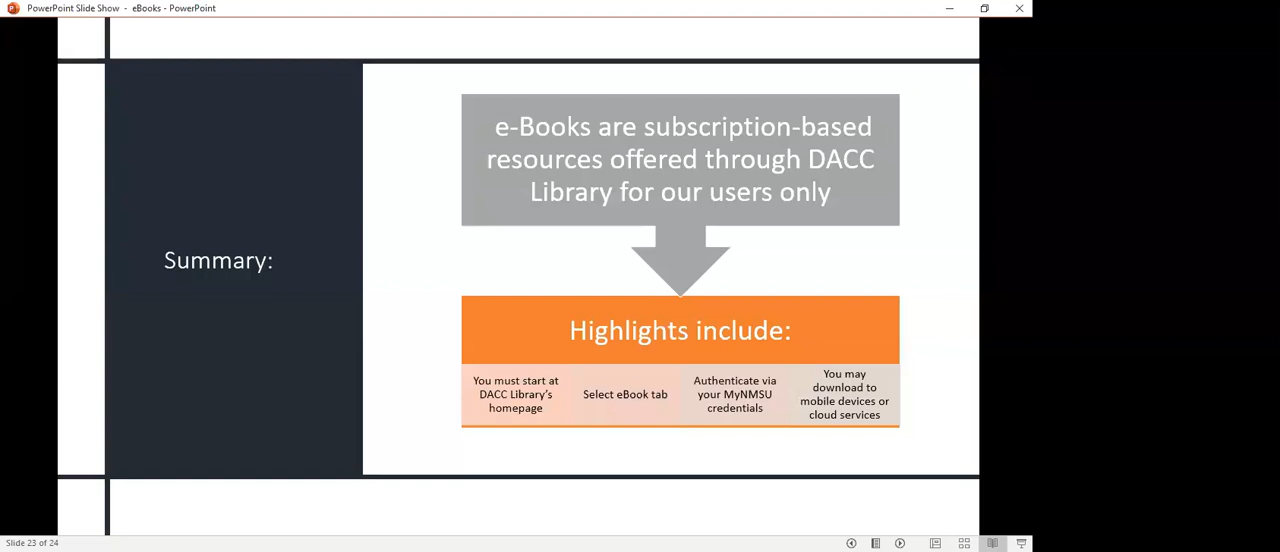 PowerPoint Slide Show - eBooks - PowerPoint
e-Books are subscription-based
resources offered through DACC
Library for our users only
Summary:
Highlights include:
You must start at
DACC Library's
homepage
Select eBook tab
Authenticate via
your MyNMSU
credentials
You may
download to
mobile devices or
cloud services
Slide 23 of 24